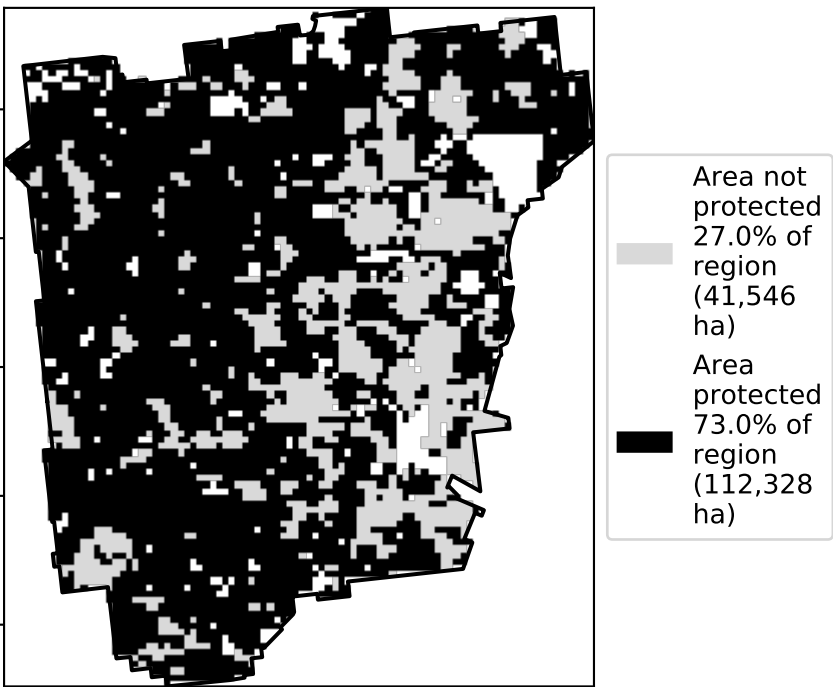 Area not
protected
27.0% of
region
(41,546
ha)
Area
protected
73.0% of
region
(112,328
ha)